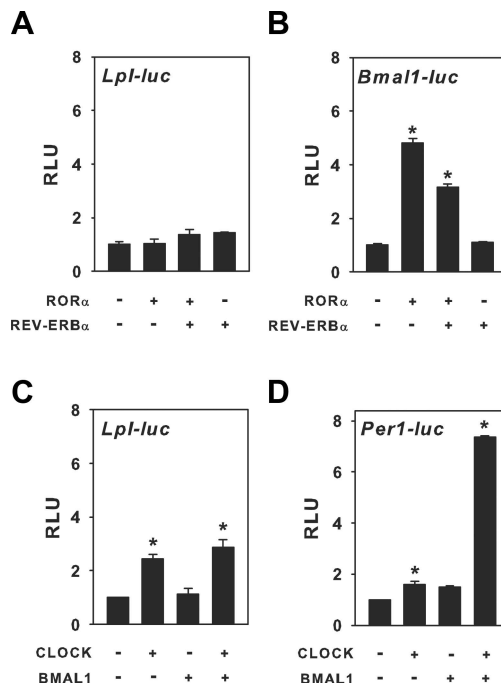 A
Lpl-luc
RLU
8
6
4
2
0
RORα - + + -
REV-ERBα - - + +
B
Bmal1-luc
RLU
8
6
4
2
0
* *
RORα - + + -
REV-ERBα - - + +
C
Lpl-luc
RLU
8
6
4
2
0
* *
CLOCK - + - +
BMAL1 - - + +
D
Per1-luc
RLU
8
6
4
2
0
* *
CLOCK - + - +
BMAL1 - - + +